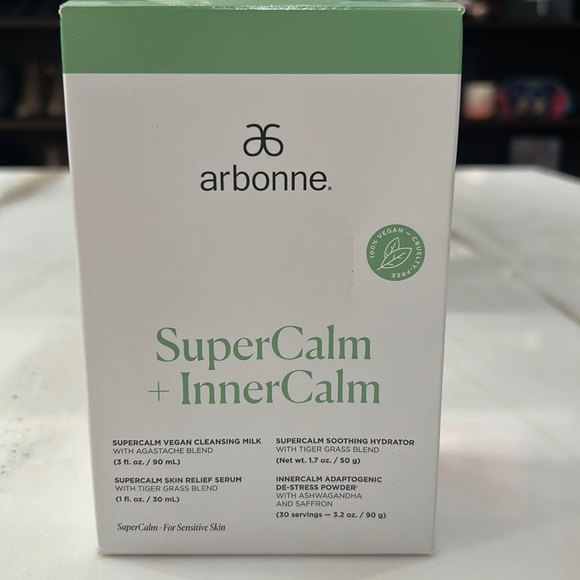 arbonne.
100% VEGAN — CRUELTY-FREE
SuperCalm
+ InnerCalm
SUPERCALM VEGAN CLEANSING MILK
WITH AGASTACHE BLEND
(3 fl. oz. / 90 mL)
SUPERCALM SOOTHING HYDRATOR
WITH TIGER GRASS BLEND
(Net wt. 1.7 oz. / 50 g)
SUPERCALM SKIN RELIEF SERUM
WITH TIGER GRASS BLEND
(1 fl. oz. / 30 mL)
INNERCALM ADAPTOGENIC
DE-STRESS POWDER*
WITH ASHWAGANDHA
AND SAFFRON
(30 servings — 3.2 oz. / 90 g)
SuperCalm - For Sensitive Skin